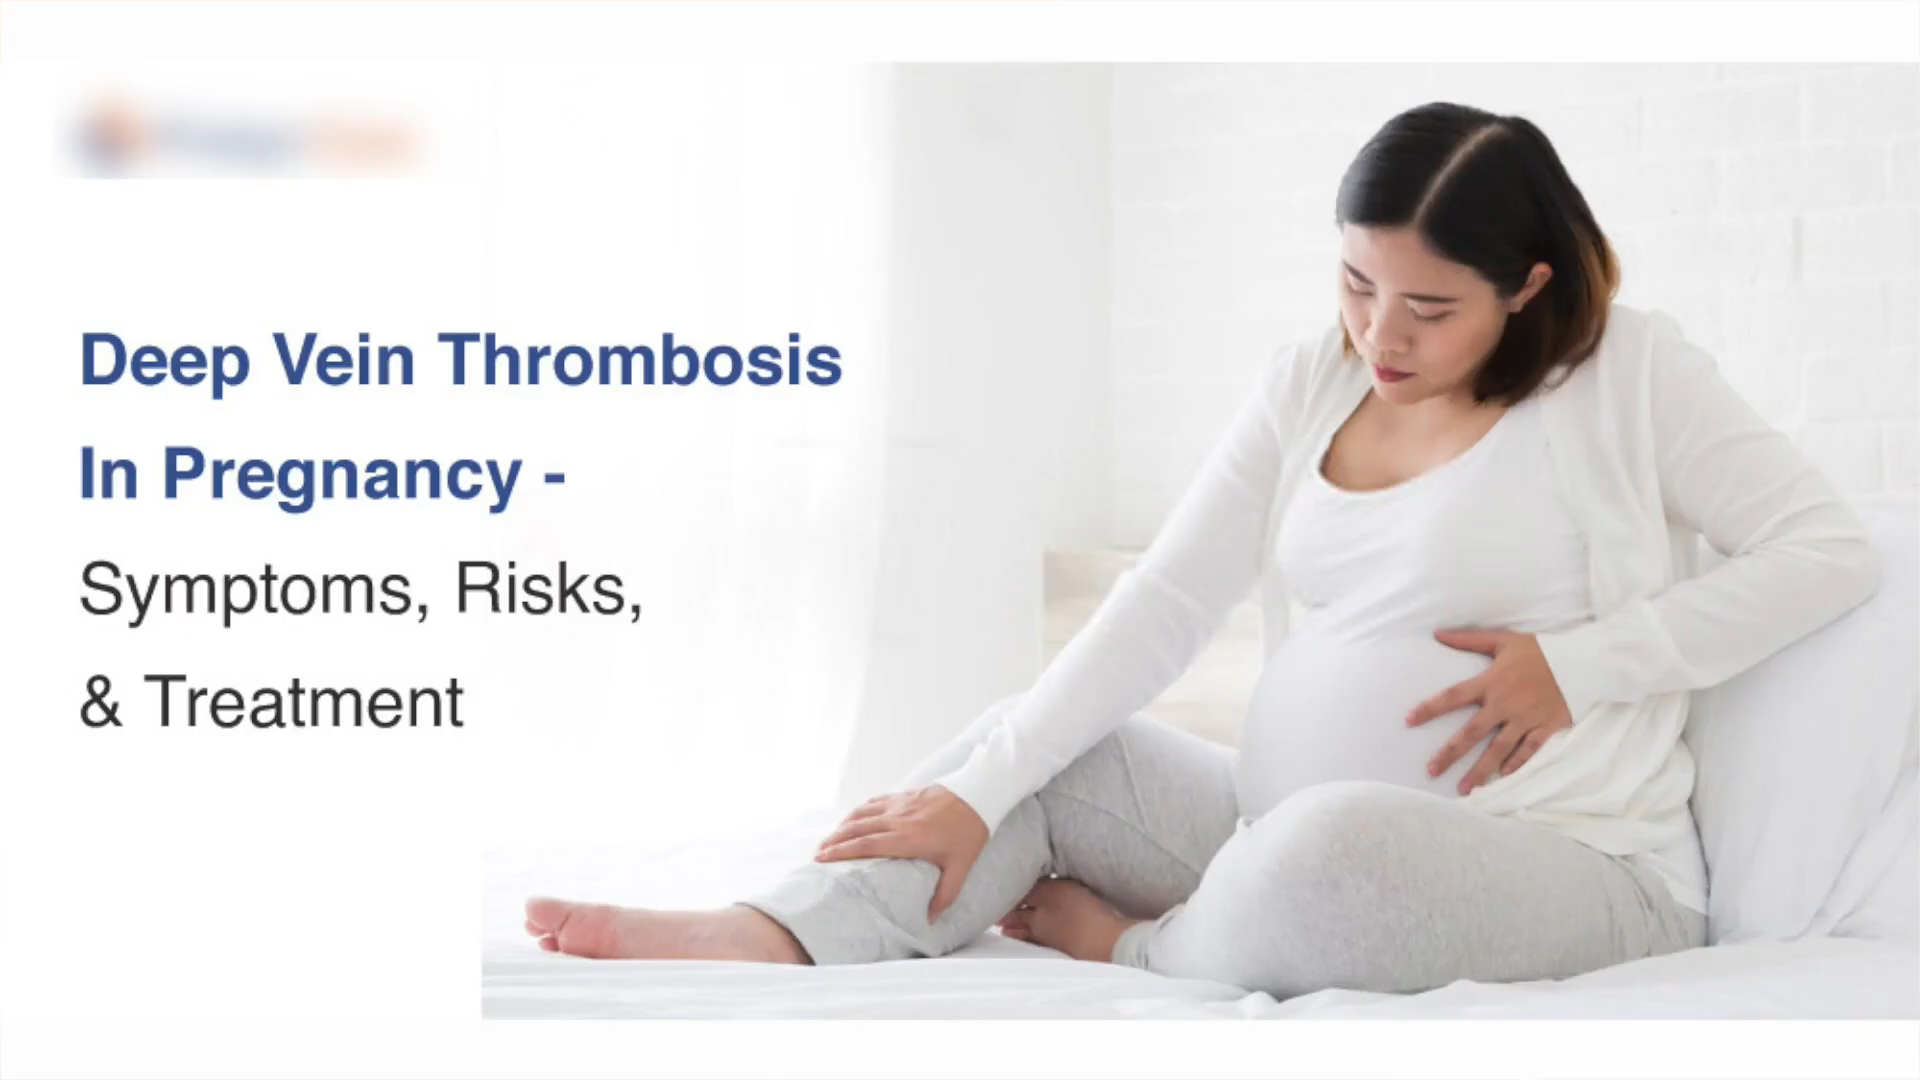 Deep Vein Thrombosis
In Pregnancy -
Symptoms, Risks,
& Treatment